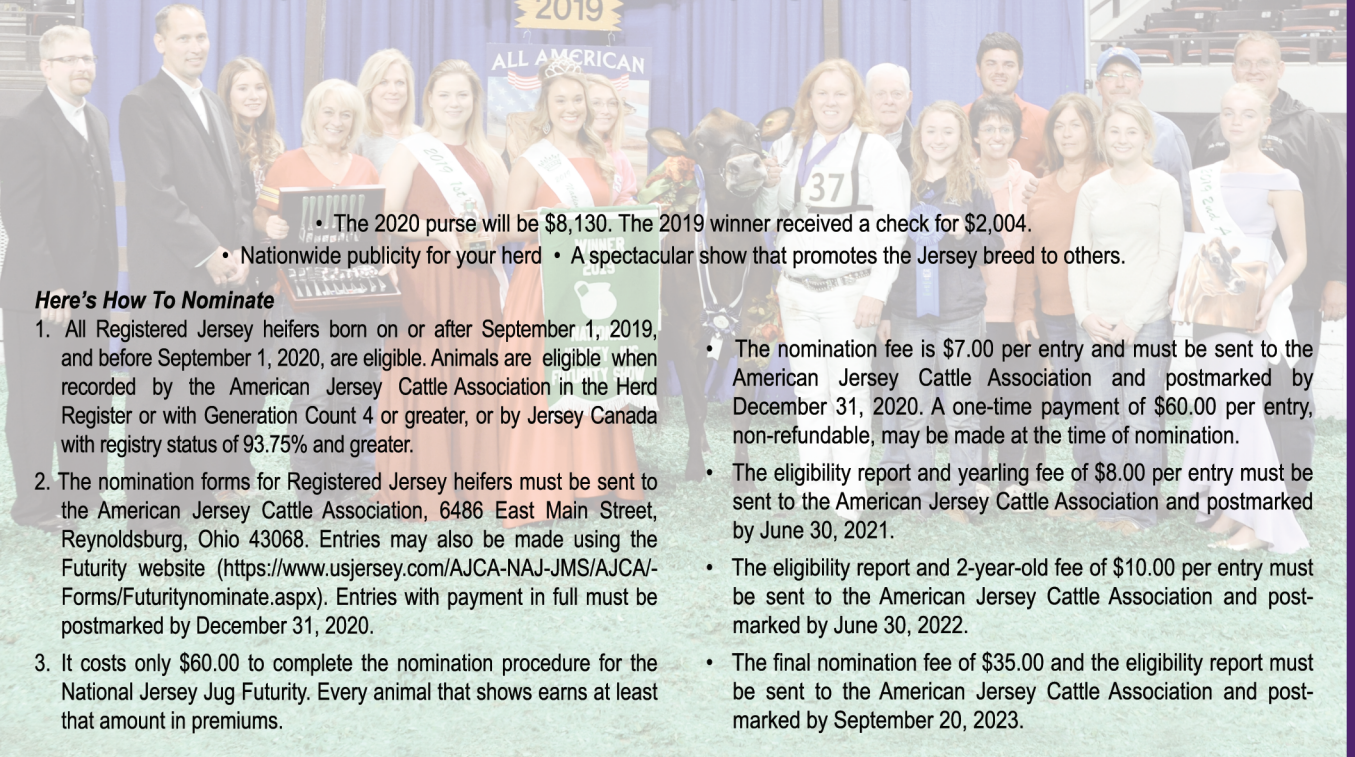 2019
ALL AMERICAN
2019 1st
37
WINNER
2019
• The 2020 purse will be $8,130. The 2019 winner received a check for $2,004.
• Nationwide publicity for your herd • A spectacular show that promotes the Jersey breed to others.
Here's How To Nominate
1. All Registered Jersey heifers born on or after September 1, 2019,
and before September 1, 2020, are eligible. Animals are eligible when
recorded by the American Jersey Cattle Association in the Herd
Register or with Generation Count 4 or greater, or by Jersey Canada
with registry status of 93.75% and greater.
2. The nomination forms for Registered Jersey heifers must be sent to
the American Jersey Cattle Association, 6486 East Main Street,
Reynoldsburg, Ohio 43068. Entries may also be made using the
Futurity website (https://www.usjersey.com/AJCA-NAJ-JMS/AJCA/-
Forms/Futuritynominate.aspx). Entries with payment in full must be
postmarked by December 31, 2020.
3. It costs only $60.00 to complete the nomination procedure for the
National Jersey Jug Futurity. Every animal that shows earns at least
that amount in premiums.
FUTURITY SHOW
• The nomination fee is $7.00 per entry and must be sent to the
American Jersey Cattle Association and postmarked by
December 31, 2020. A one-time payment of $60.00 per entry,
non-refundable, may be made at the time of nomination.
• The eligibility report and yearling fee of $8.00 per entry must be
sent to the American Jersey Cattle Association and postmarked
by June 30, 2021.
• The eligibility report and 2-year-old fee of $10.00 per entry must
be sent to the American Jersey Cattle Association and post-
marked by June 30, 2022.
• The final nomination fee of $35.00 and the eligibility report must
be sent to the American Jersey Cattle Association and post-
marked by September 20, 2023.